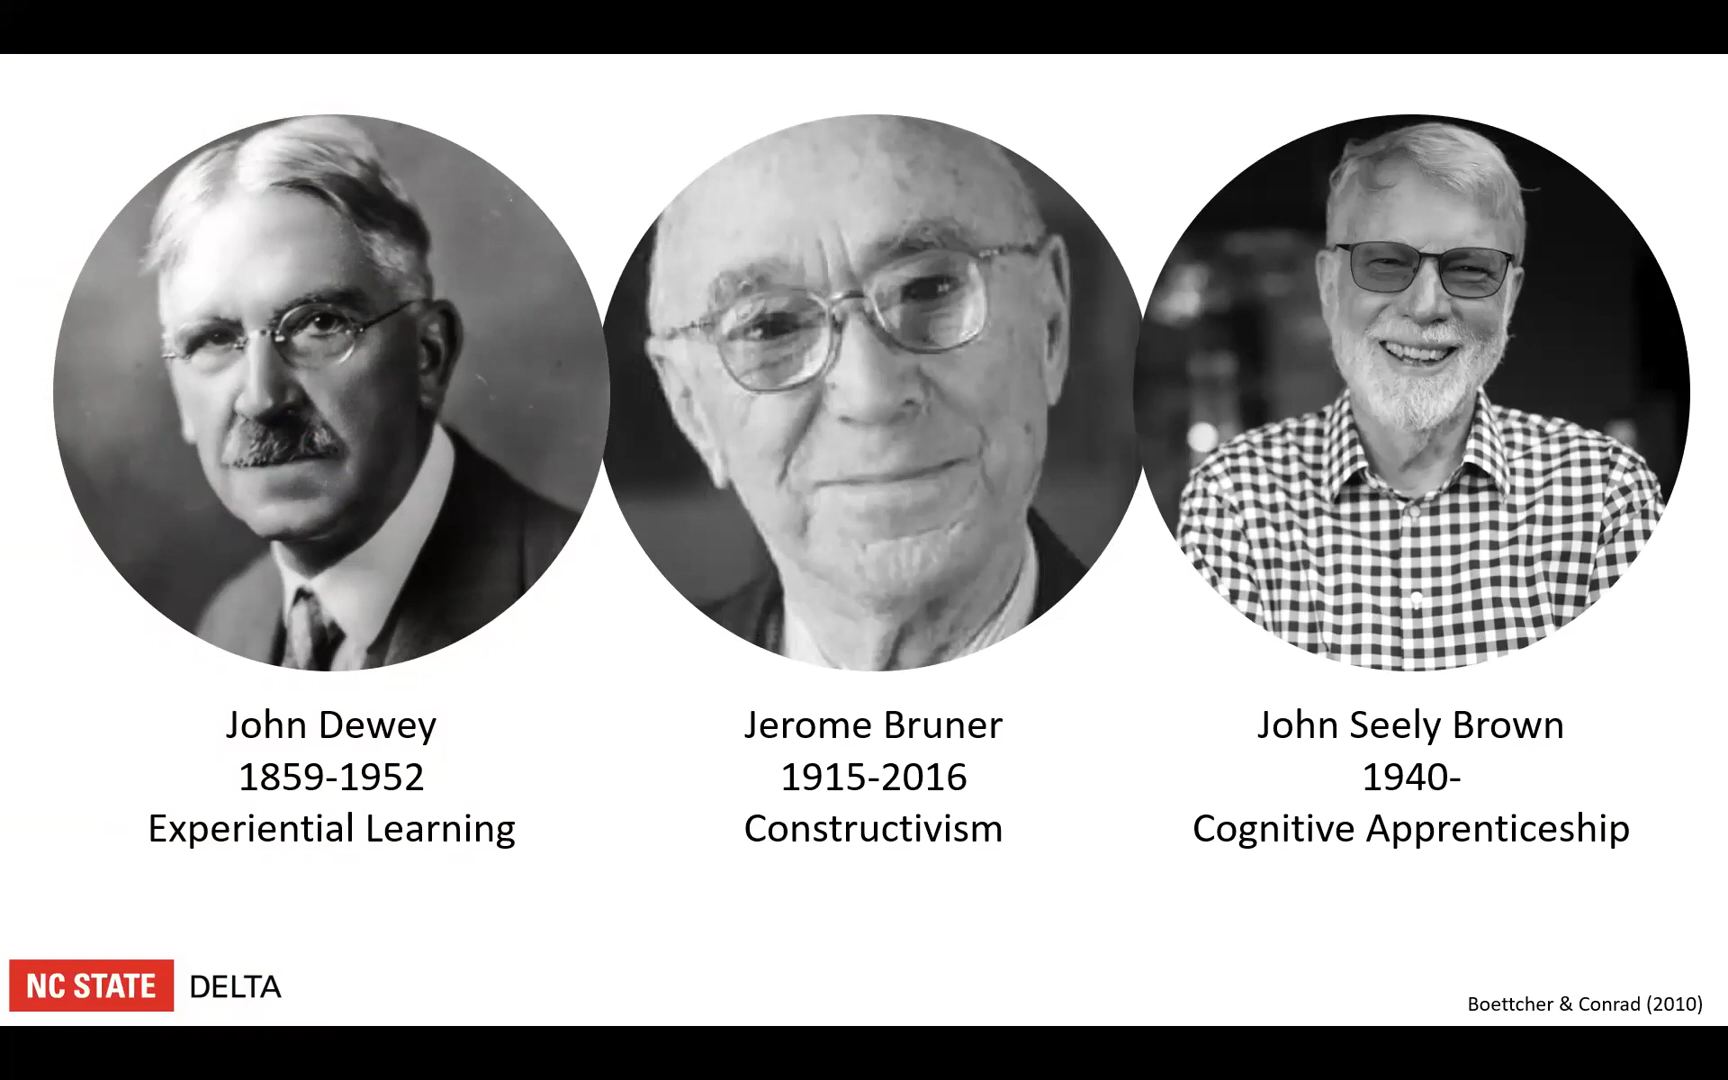 John Dewey
1859-1952
Experiential Learning
Jerome Bruner
1915-2016
Constructivism
John Seely Brown
1940-
Cognitive Apprenticeship
NC STATE DELTA
Boettcher & Conrad (2010)